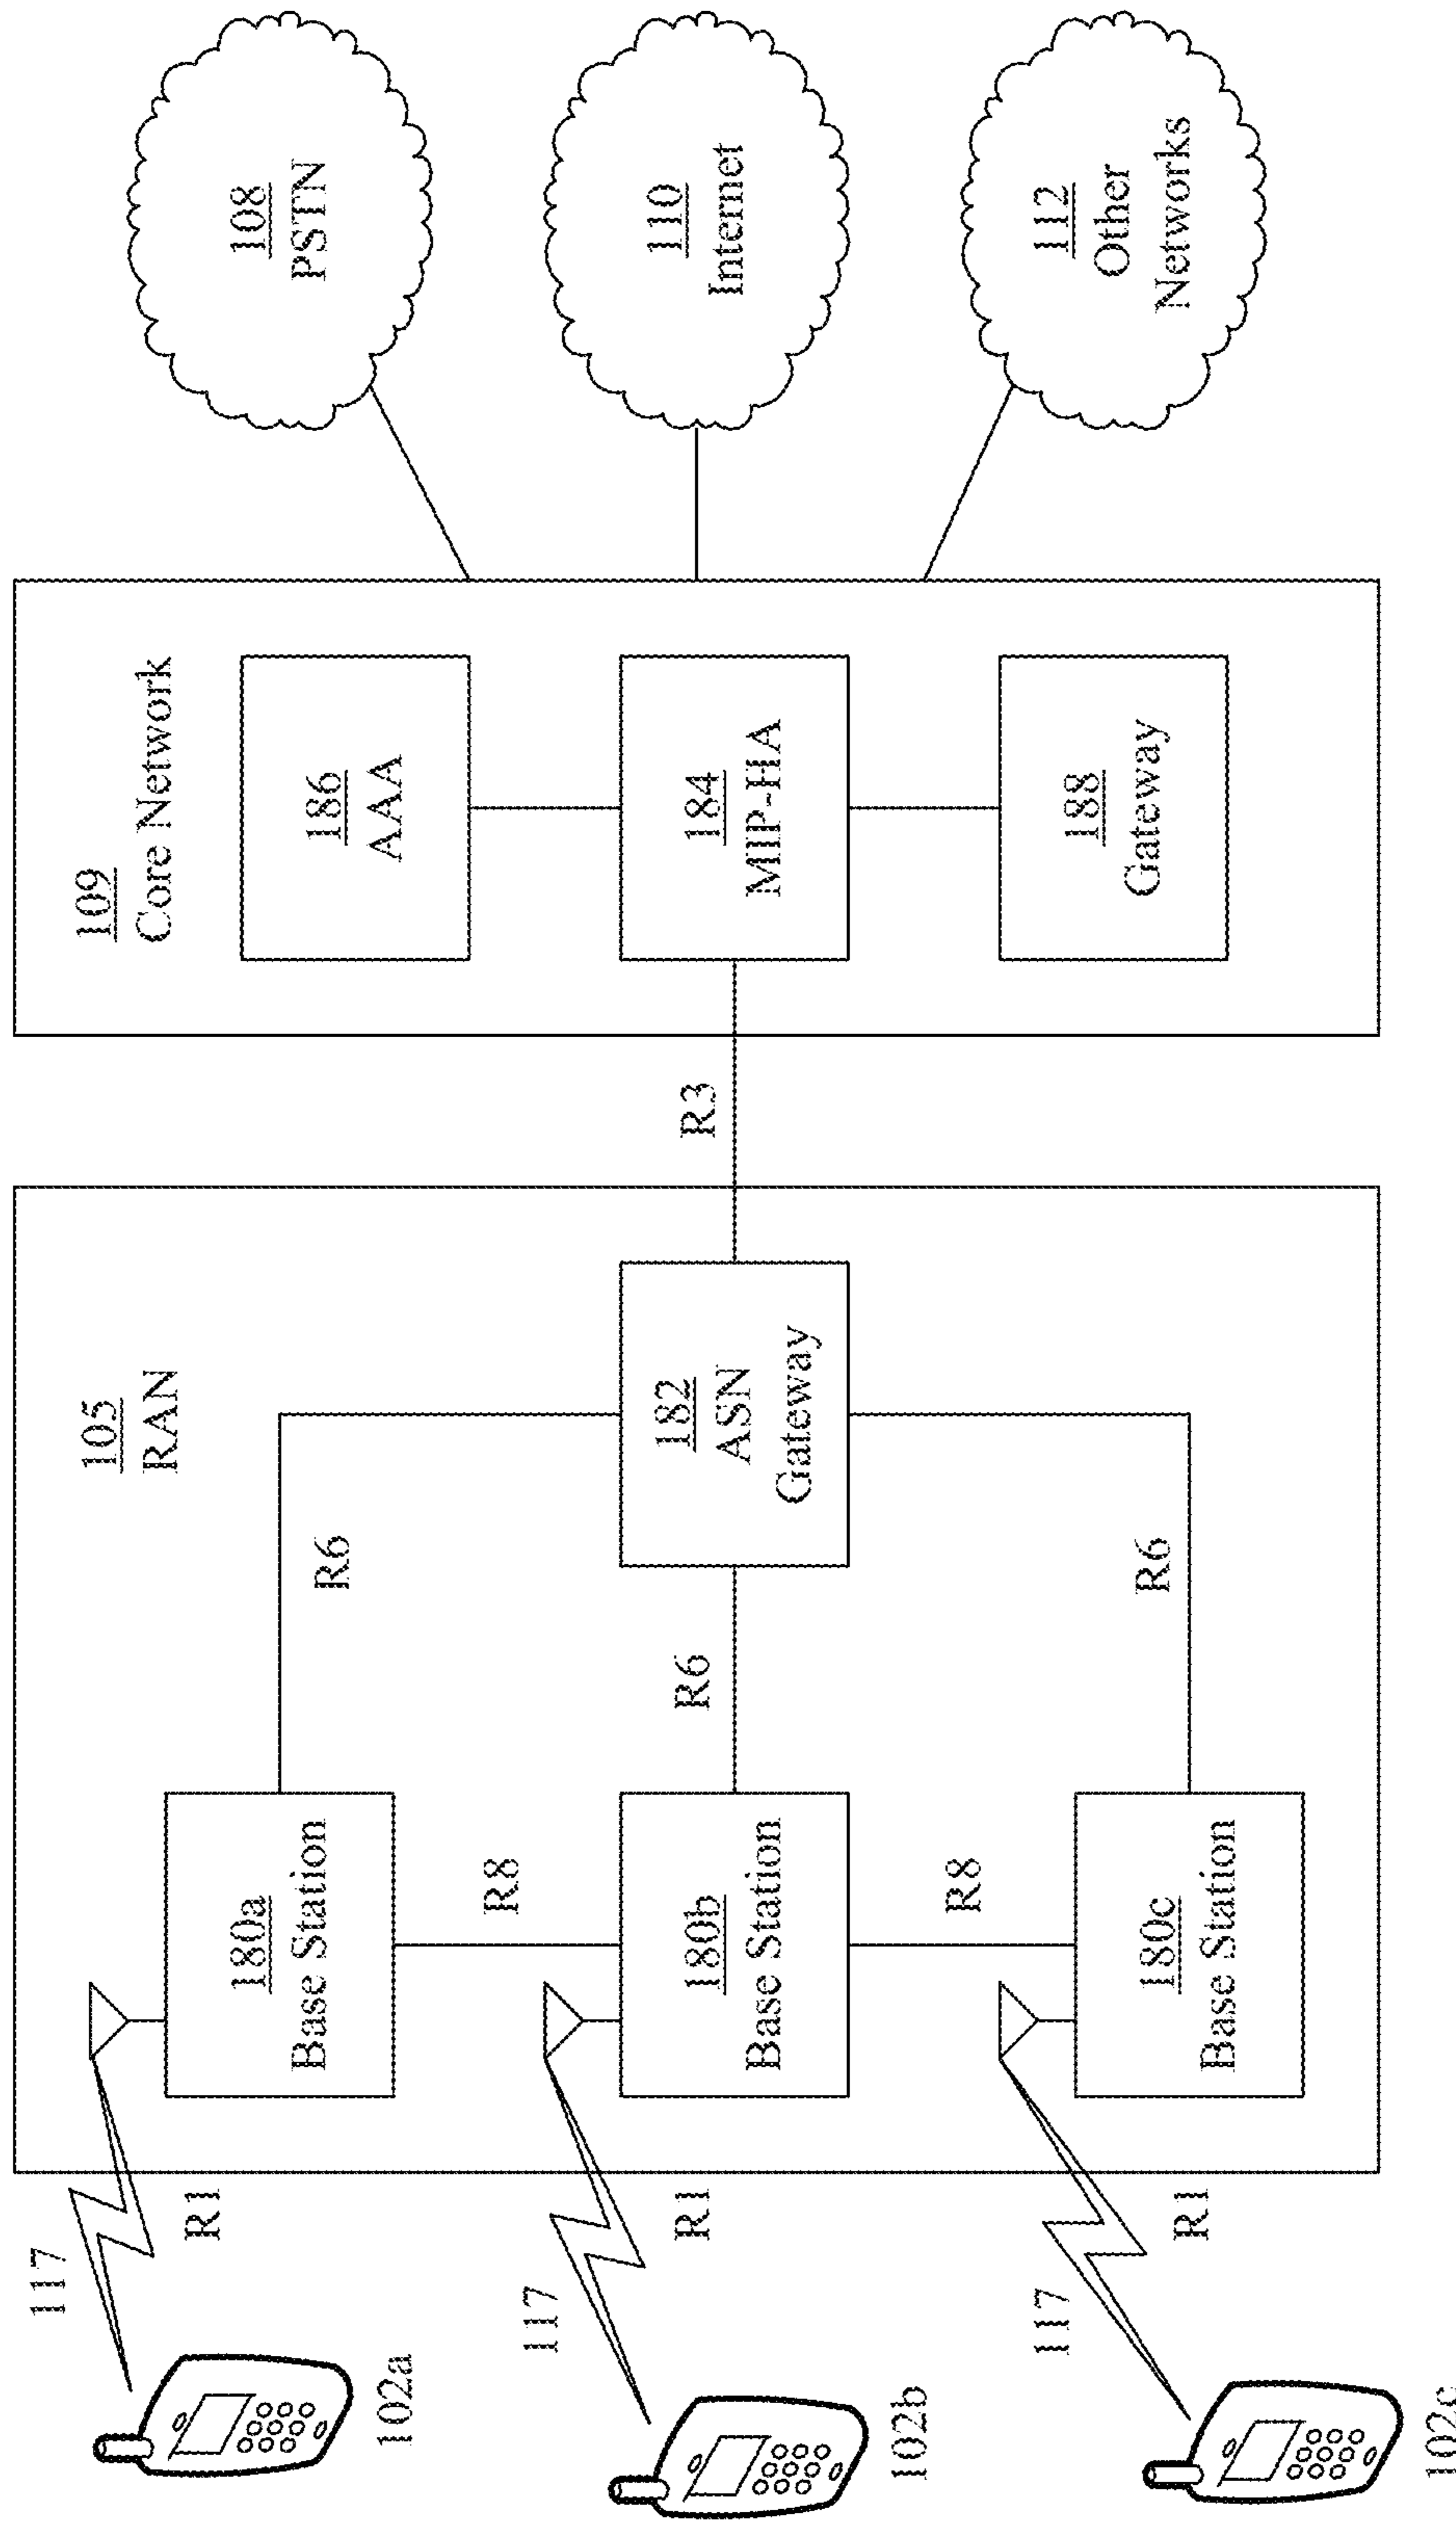 117
R1
102a
180a
Base Station
R8
117
R1
102b
180b
Base Station
R8
117
R1
102c
180c
Base Station
105
RAN
R6
R6
R6
182
ASN
Gateway
R3
109
Core Network
186
AAA
184
MIP-HA
188
Gateway
108
PSTN
110
Internet
112
Other
Networks